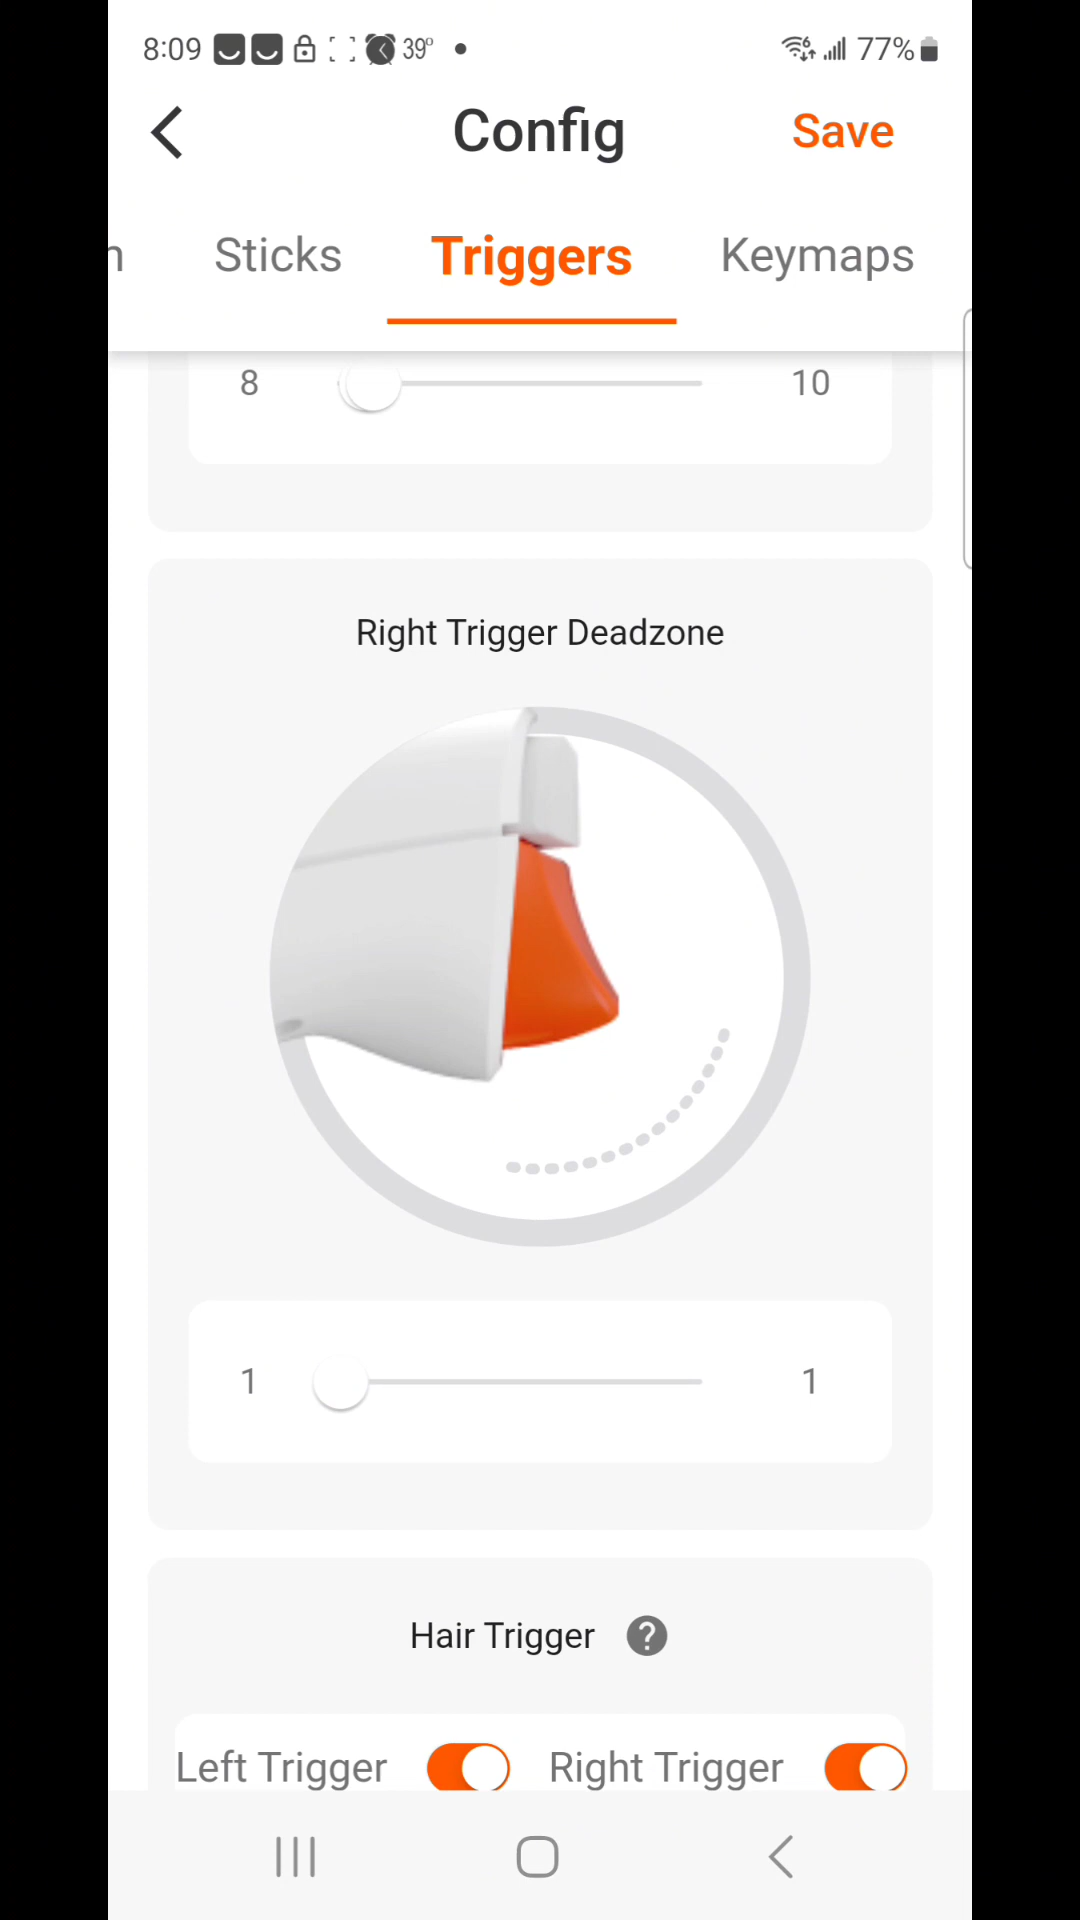 8:09 39° 77%
Config Save
n Sticks Triggers Keymaps
8 10
Right Trigger Deadzone
1 1
Hair Trigger ?
Left Trigger Right Trigger